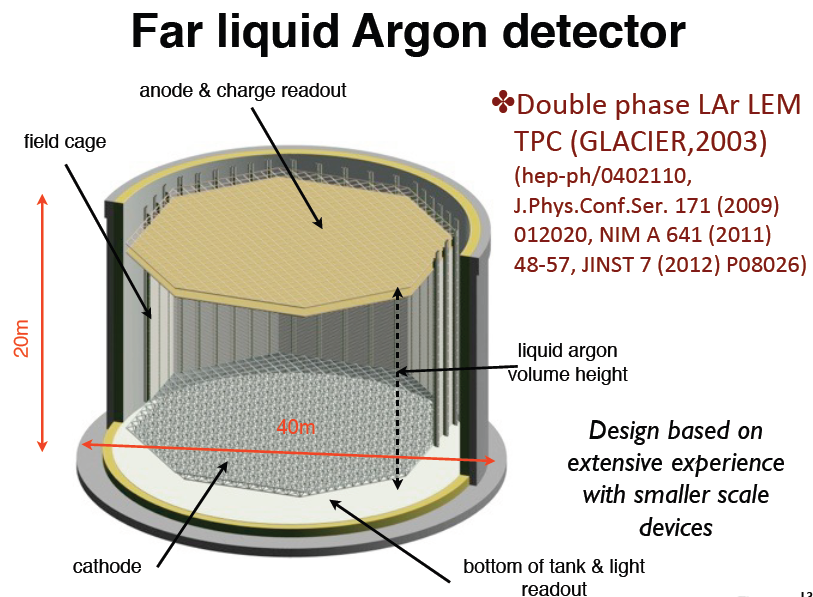 Far liquid Argon detector
anode & charge readout
field cage
✤Double phase LAr LEM
TPC (GLACIER,2003)
(hep-ph/0402110,
J.Phys.Conf.Ser. 171 (2009)
012020, NIM A 641 (2011)
48-57, JINST 7 (2012) P08026)
20m
liquid argon
volume height
40m
Design based on
extensive experience
with smaller scale
devices
cathode
bottom of tank & light
readout